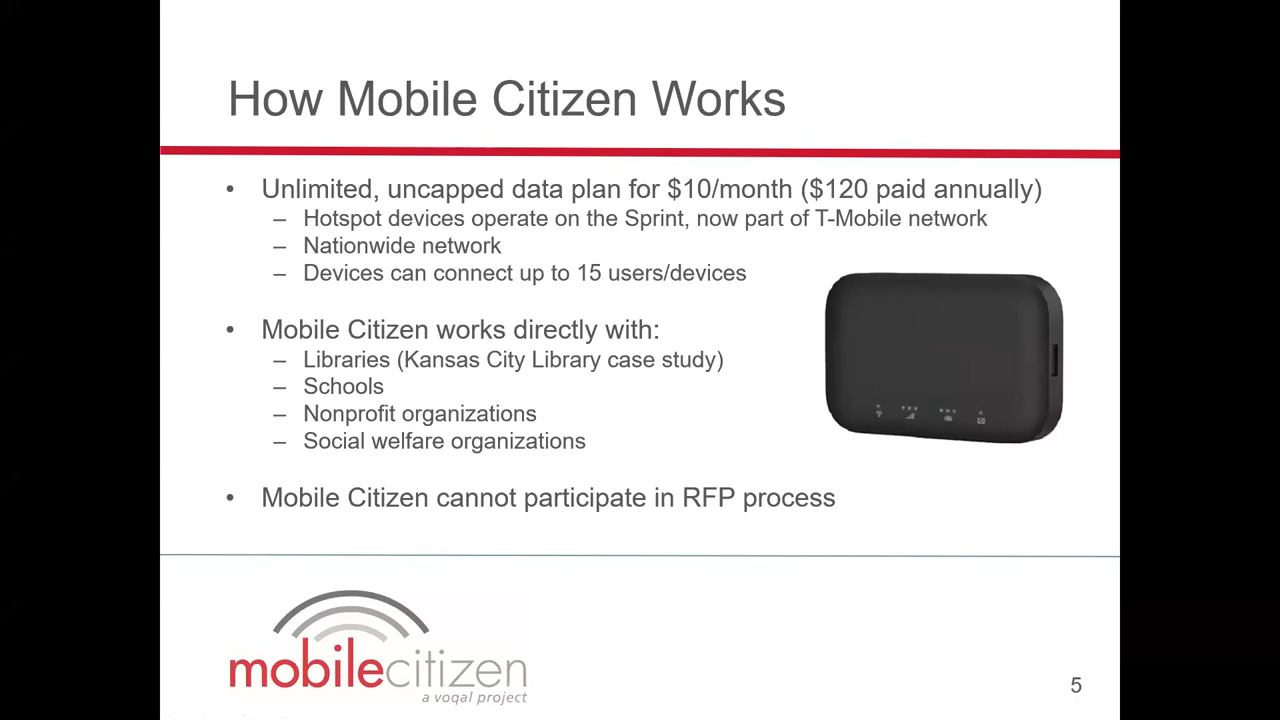 How Mobile Citizen Works
• Unlimited, uncapped data plan for $10/month ($120 paid annually)
– Hotspot devices operate on the Sprint, now part of T-Mobile network
– Nationwide network
– Devices can connect up to 15 users/devices
• Mobile Citizen works directly with:
– Libraries (Kansas City Library case study)
– Schools
– Nonprofit organizations
– Social welfare organizations
• Mobile Citizen cannot participate in RFP process
mobilecitizen
a voqal project
5